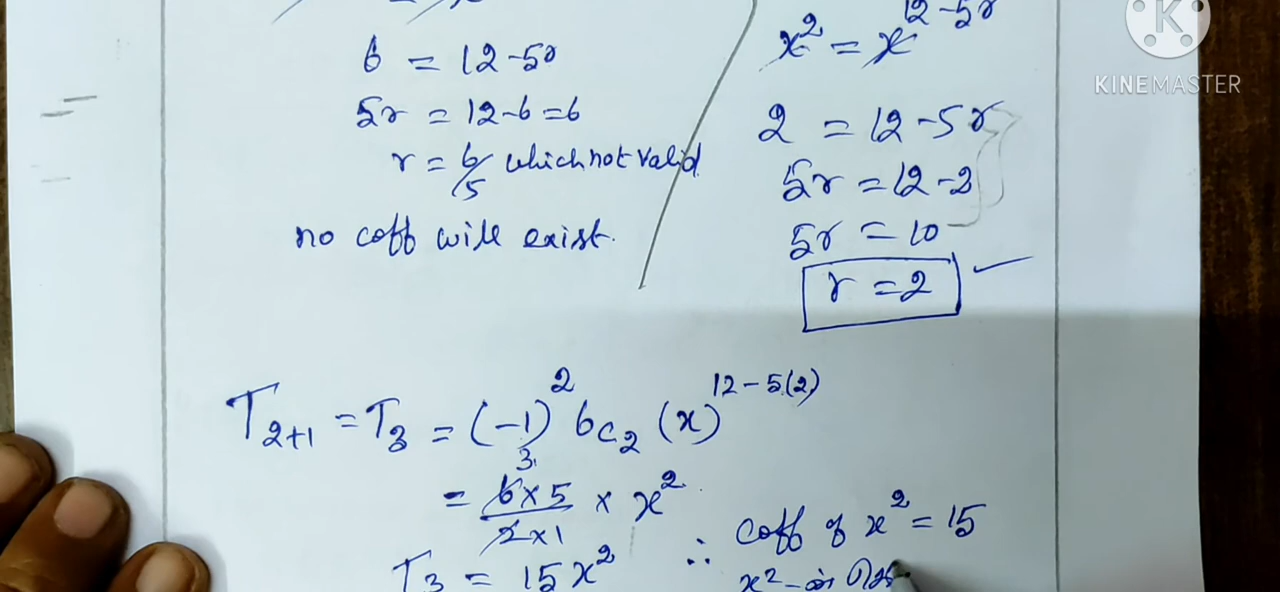 6 = 12-5r
5r = 12-6 = 6
r = 6/5 which not valid
no coff will exist.
x² = x^12-5r
2 = 12-5r
5r = 12-2
5r = 10
r = 2
K
KINEMASTER
T₂₊₁ = T₃ = (-1)² 6c₂ (x)^12-5(2)
= 6×5/2×1 × x²
3
T₃ = 15x²
∴ coff of x² = 15
x² - ன்